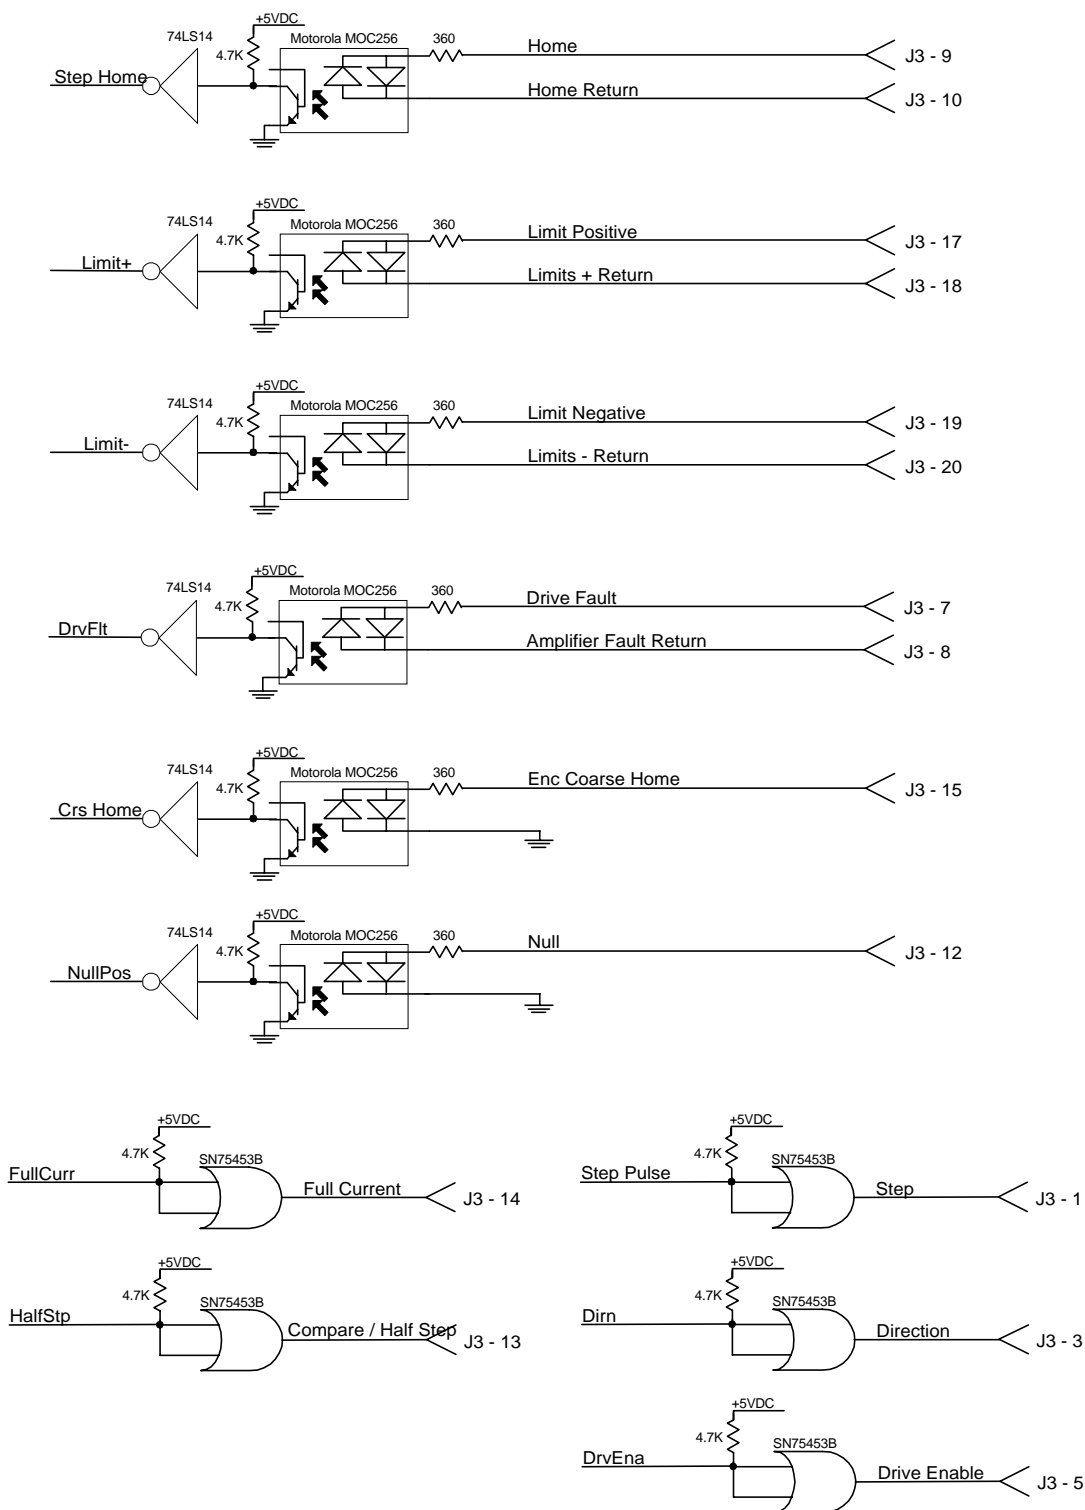 +5VDC
74LS14
4.7K
Motorola MOC256
360
Home
J3 - 9
Step Home
Home Return
J3 - 10
+5VDC
74LS14
4.7K
Motorola MOC256
360
Limit Positive
J3 - 17
Limit+
Limits + Return
J3 - 18
+5VDC
74LS14
4.7K
Motorola MOC256
360
Limit Negative
J3 - 19
Limit-
Limits - Return
J3 - 20
+5VDC
74LS14
4.7K
Motorola MOC256
360
Drive Fault
J3 - 7
DrvFlt
Amplifier Fault Return
J3 - 8
+5VDC
74LS14
4.7K
Motorola MOC256
360
Enc Coarse Home
J3 - 15
Crs Home
+5VDC
74LS14
4.7K
Motorola MOC256
360
Null
J3 - 12
NullPos
+5VDC
4.7K
SN75453B
FullCurr
Full Current
J3 - 14
+5VDC
4.7K
SN75453B
Step Pulse
Step
J3 - 1
+5VDC
4.7K
SN75453B
HalfStp
Compare / Half Step
J3 - 13
+5VDC
4.7K
SN75453B
Dirn
Direction
J3 - 3
+5VDC
4.7K
SN75453B
DrvEna
Drive Enable
J3 - 5